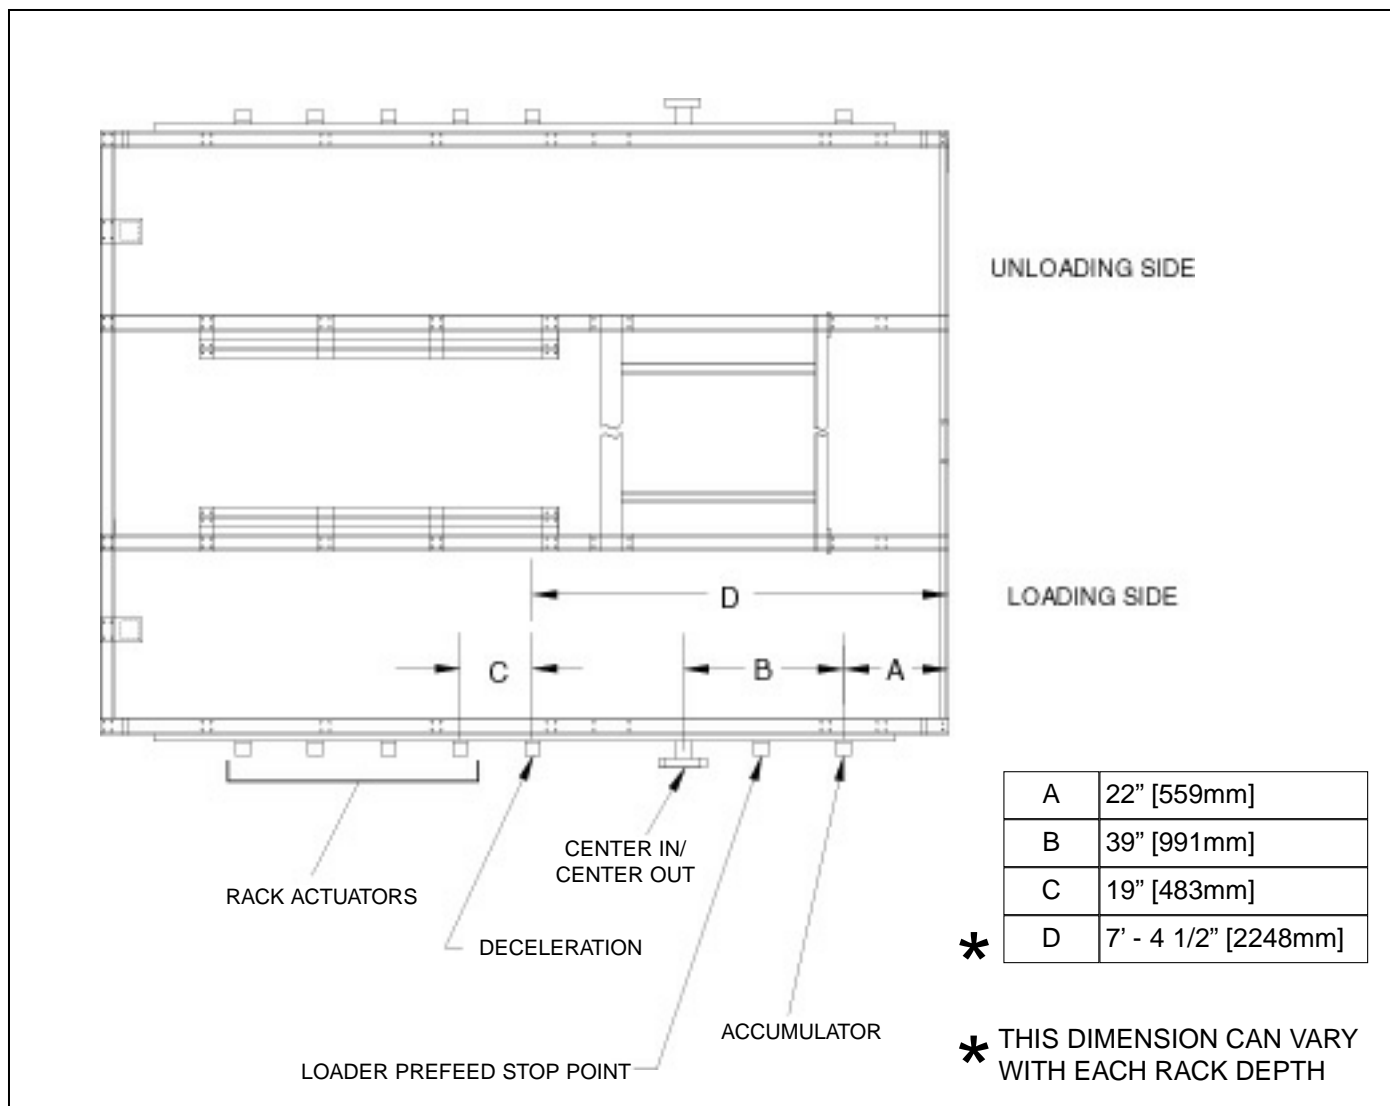 UNLOADING SIDE
D
LOADING SIDE
C
B
A
CENTER IN/
CENTER OUT
RACK ACTUATORS
DECELERATION
ACCUMULATOR
LOADER PREFEED STOP POINT
A 22” [559mm]
B 39” [991mm]
C 19” [483mm]
* D 7’ - 4 1/2” [2248mm]
* THIS DIMENSION CAN VARY
WITH EACH RACK DEPTH